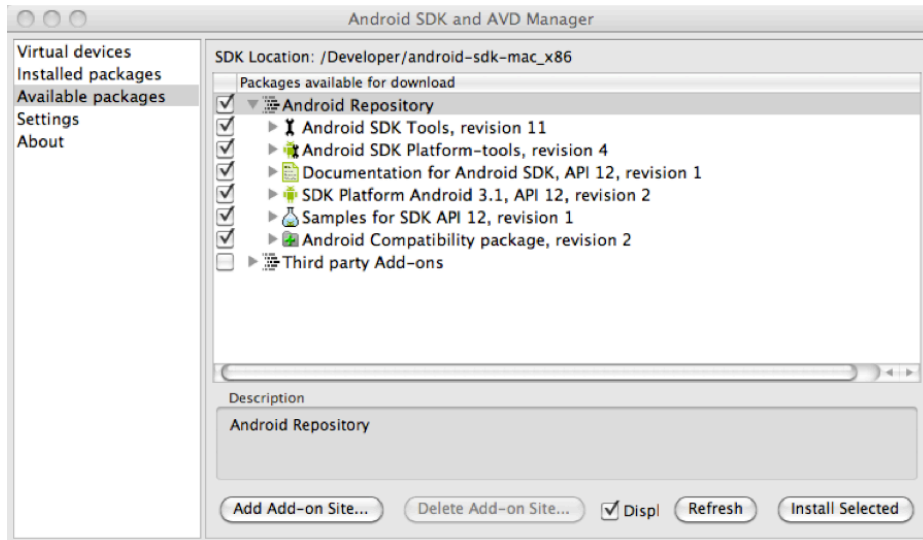 Android SDK and AVD Manager
Virtual devices
Installed packages
Available packages
Settings
About
SDK Location: /Developer/android-sdk-mac_x86
Packages available for download
Android Repository
Android SDK Tools, revision 11
Android SDK Platform-tools, revision 4
Documentation for Android SDK, API 12, revision 1
SDK Platform Android 3.1, API 12, revision 2
Samples for SDK API 12, revision 1
Android Compatibility package, revision 2
Third party Add-ons
Description
Android Repository
Add Add-on Site... Delete Add-on Site... Displ Refresh Install Selected